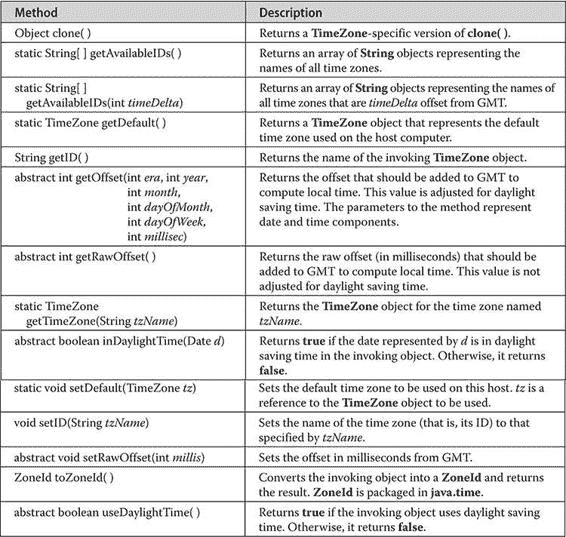 Method Description
Object clone( ) Returns a TimeZone-specific version of clone( ).
static String[ ] getAvailableIDs( ) Returns an array of String objects representing the
names of all time zones.
static String[ ] Returns an array of String objects representing the names of
getAvailableIDs(int timeDelta) all time zones that are timeDelta offset from GMT.
static TimeZone getDefault( ) Returns a TimeZone object that represents the default
time zone used on the host computer.
String getID( ) Returns the name of the invoking TimeZone object.
abstract int getOffset(int era, int year, Returns the offset that should be added to GMT to
int month, compute local time. This value is adjusted for daylight
int dayOfMonth, saving time. The parameters to the method represent
int dayOfWeek, date and time components.
int millisec)
abstract int getRawOffset( ) Returns the raw offset (in milliseconds) that should be
added to GMT to compute local time. This value is not
adjusted for daylight saving time.
static TimeZone Returns the TimeZone object for the time zone named
getTimeZone(String tzName) tzName.
abstract boolean inDaylightTime(Date d) Returns true if the date represented by d is in daylight
saving time in the invoking object. Otherwise, it returns
false.
static void setDefault(TimeZone tz) Sets the default time zone to be used on this host. tz is a
reference to the TimeZone object to be used.
void setID(String tzName) Sets the name of the time zone (that is, its ID) to that
specified by tzName.
abstract void setRawOffset(int millis) Sets the offset in milliseconds from GMT.
ZoneId toZoneId( ) Converts the invoking object into a ZoneId and returns
the result. ZoneId is packaged in java.time.
abstract boolean useDaylightTime( ) Returns true if the invoking object uses daylight saving
time. Otherwise, it returns false.